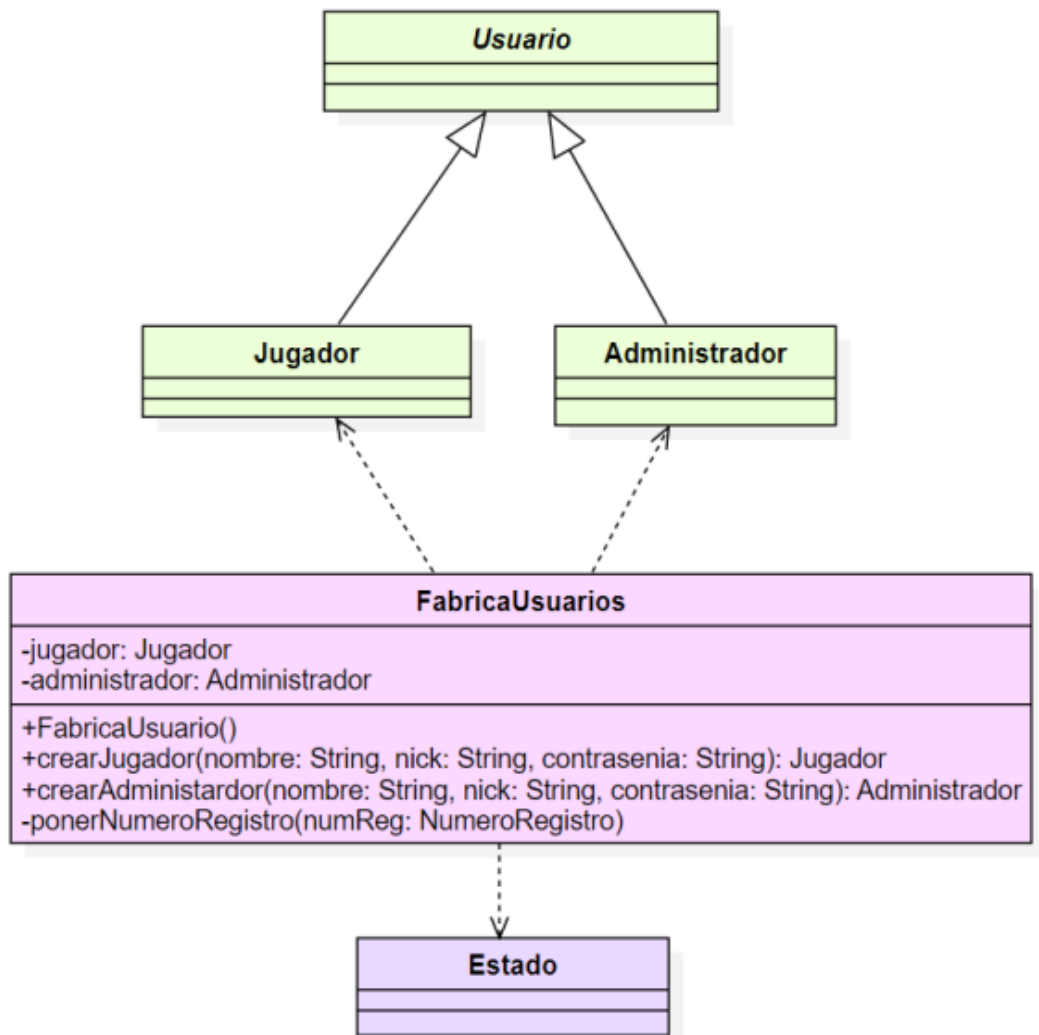 Usuario
Jugador
Administrador
FabricaUsuarios
-jugador: Jugador
-administrador: Administrador
+FabricaUsuario()
+crearJugador(nombre: String, nick: String, contrasenia: String): Jugador
+crearAdministardor(nombre: String, nick: String, contrasenia: String): Administrador
-ponerNumeroRegistro(numReg: NumeroRegistro)
Estado